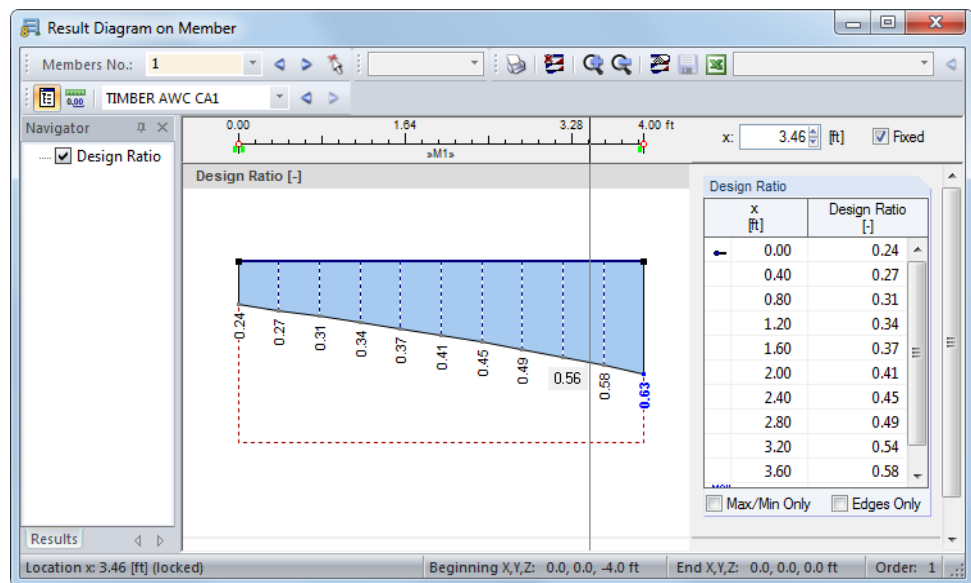 Result Diagram on Member
Members No.: 1
0.00 TIMBER AWC CA1
Navigator
Design Ratio
0.00 1.64 3.28 4.00 ft
»M1»
x: 3.46 [ft] Fixed
Design Ratio [-]
0.24
0.27
0.31
0.34
0.37
0.41
0.45
0.49
0.56
0.58
0.63
Design Ratio
x [ft] Design Ratio [-]
0.00 0.24
0.40 0.27
0.80 0.31
1.20 0.34
1.60 0.37
2.00 0.41
2.40 0.45
2.80 0.49
3.20 0.54
3.60 0.58
Max/Min Only Edges Only
Results
Location x: 3.46 [ft] (locked) Beginning X,Y,Z: 0.0, 0.0, -4.0 ft End X,Y,Z: 0.0, 0.0, 0.0 ft Order: 1